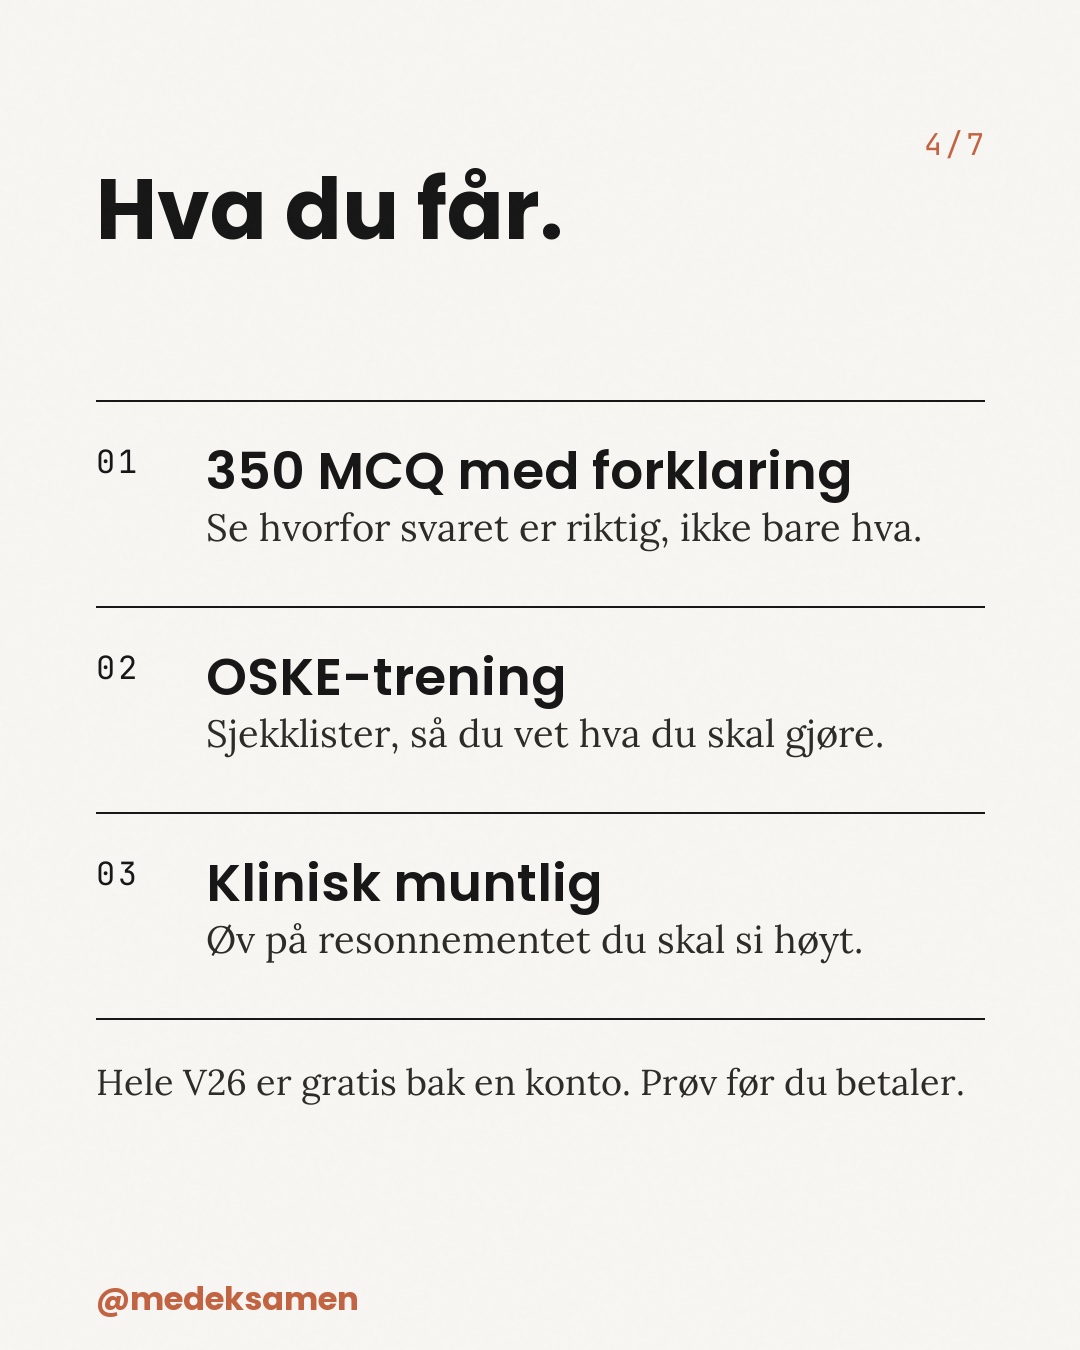 4/7
Hva du får.
01
350 MCQ med forklaring
Se hvorfor svaret er riktig, ikke bare hva.
02
OSKE-trening
Sjekklister, så du vet hva du skal gjøre.
03
Klinisk muntlig
Øv på resonnementet du skal si høyt.
Hele V26 er gratis bak en konto. Prøv før du betaler.
@medeksamen